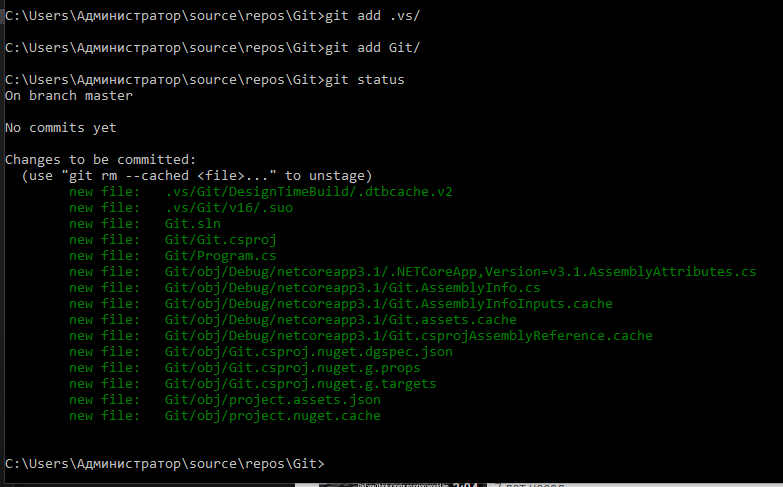 C:\Users\Администратор\source\repos\Git>git add .vs/
C:\Users\Администратор\source\repos\Git>git add Git/
C:\Users\Администратор\source\repos\Git>git status
On branch master
No commits yet
Changes to be committed:
(use "git rm --cached <file>..." to unstage)
new file: .vs/Git/DesignTimeBuild/.dtbcache.v2
new file: .vs/Git/v16/.suo
new file: Git.sln
new file: Git/Git.csproj
new file: Git/Program.cs
new file: Git/obj/Debug/netcoreapp3.1/.NETCoreApp,Version=v3.1.AssemblyAttributes.cs
new file: Git/obj/Debug/netcoreapp3.1/Git.AssemblyInfo.cs
new file: Git/obj/Debug/netcoreapp3.1/Git.AssemblyInfoInputs.cache
new file: Git/obj/Debug/netcoreapp3.1/Git.assets.cache
new file: Git/obj/Debug/netcoreapp3.1/Git.csprojAssemblyReference.cache
new file: Git/obj/Git.csproj.nuget.dgspec.json
new file: Git/obj/Git.csproj.nuget.g.props
new file: Git/obj/Git.csproj.nuget.g.targets
new file: Git/obj/project.assets.json
new file: Git/obj/project.nuget.cache
C:\Users\Администратор\source\repos\Git>